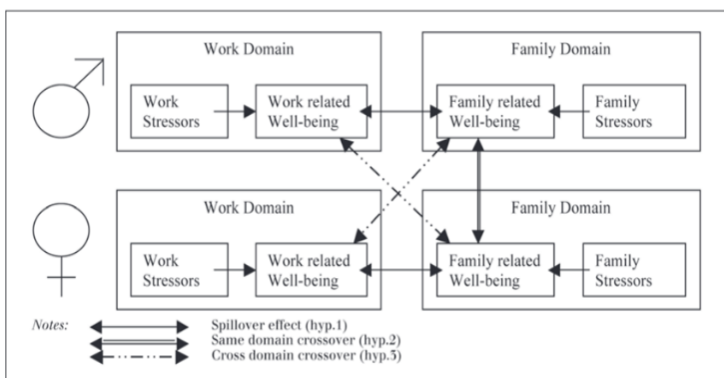 Work Domain
Family Domain
Work
Stressors
Work related
Well-being
Family related
Well-being
Family
Stressors
Work Domain
Family Domain
Work
Stressors
Work related
Well-being
Family related
Well-being
Family
Stressors
Notes:
Spillover effect (hyp.1)
Same domain crossover (hyp.2)
Cross domain crossover (hyp.3)